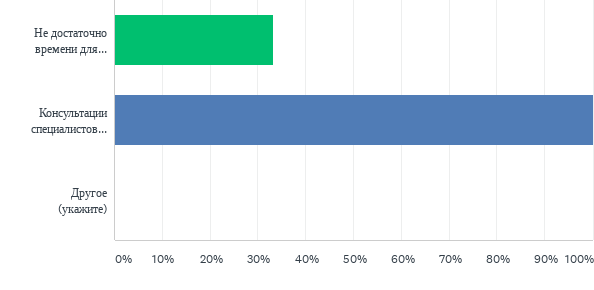 Не достаточно
времени для...
Консультации
специалистов...
Другое
(укажите)
0% 10% 20% 30% 40% 50% 60% 70% 80% 90% 100%